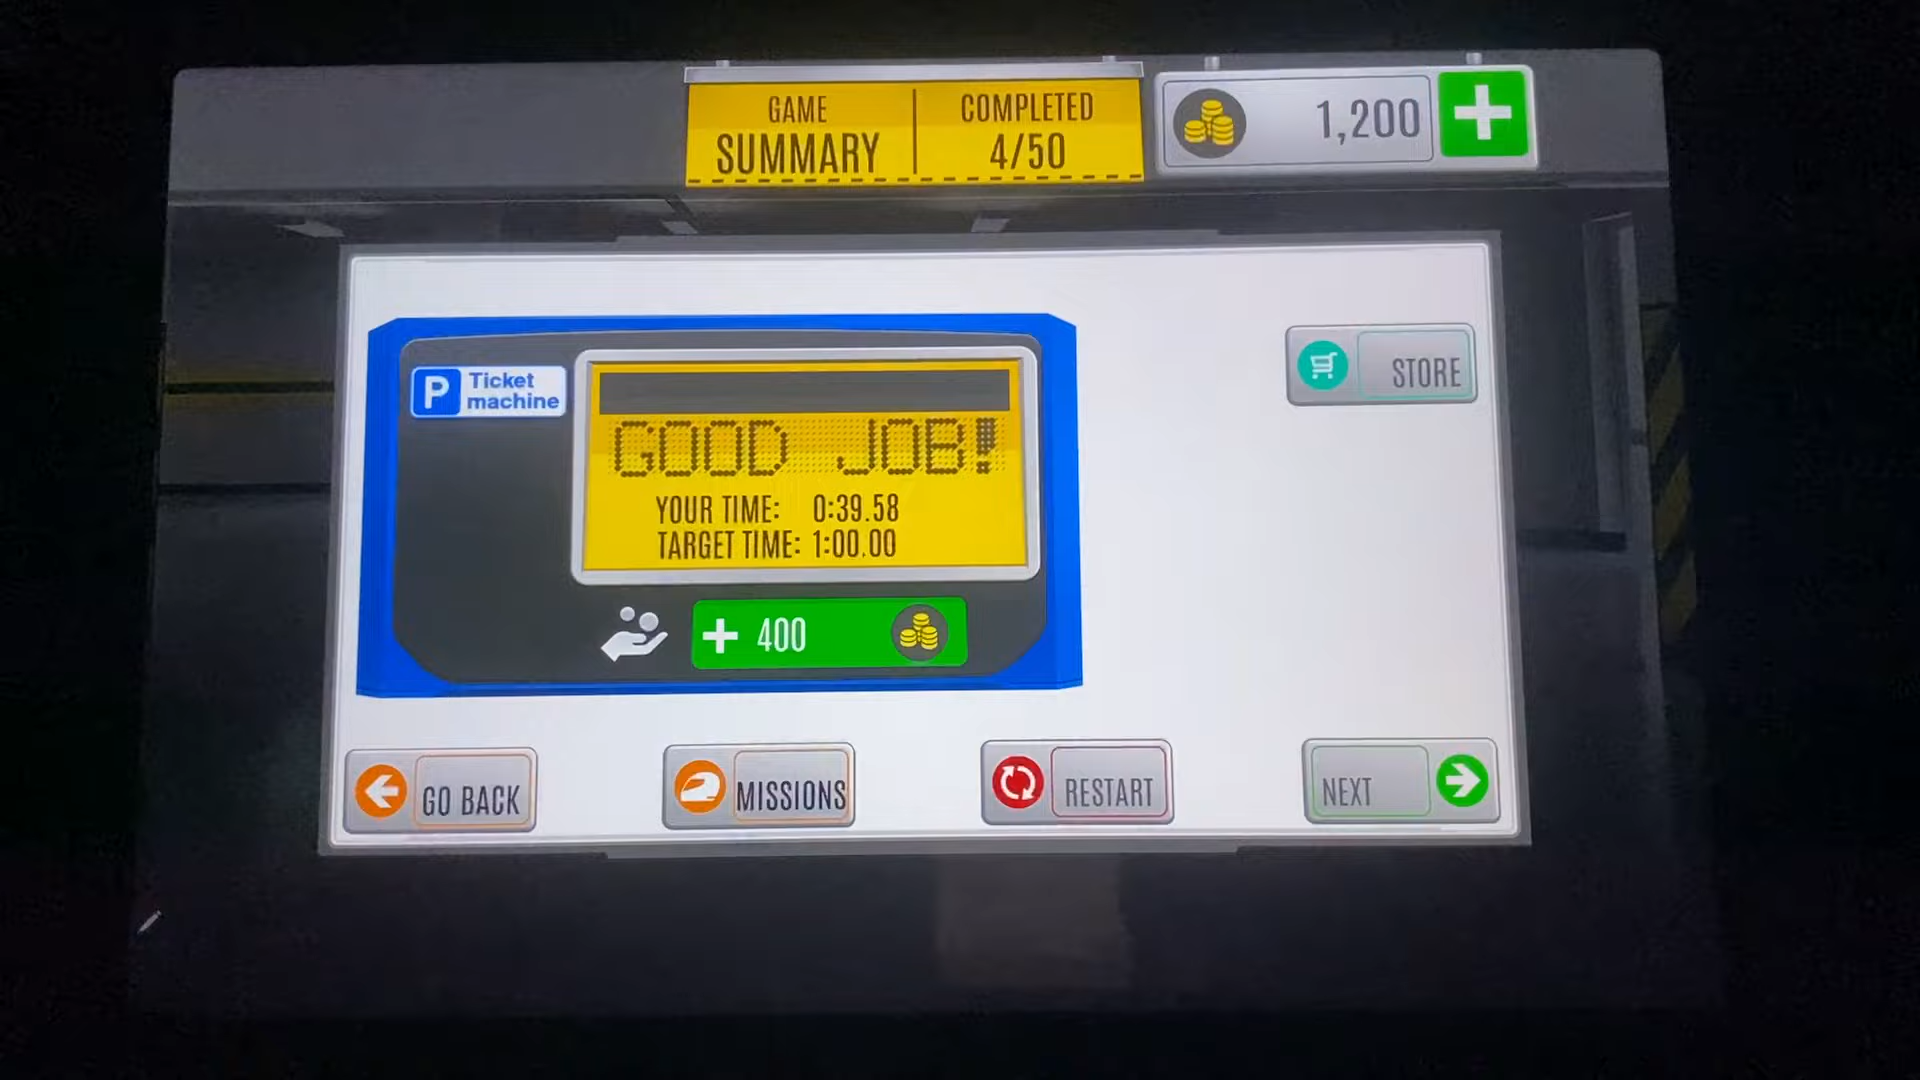 GAME
SUMMARY
COMPLETED
4/50
1,200
P Ticket
machine
GOOD JOB!
YOUR TIME: 0:39.58
TARGET TIME: 1:00.00
+ 400
STORE
GO BACK
MISSIONS
RESTART
NEXT